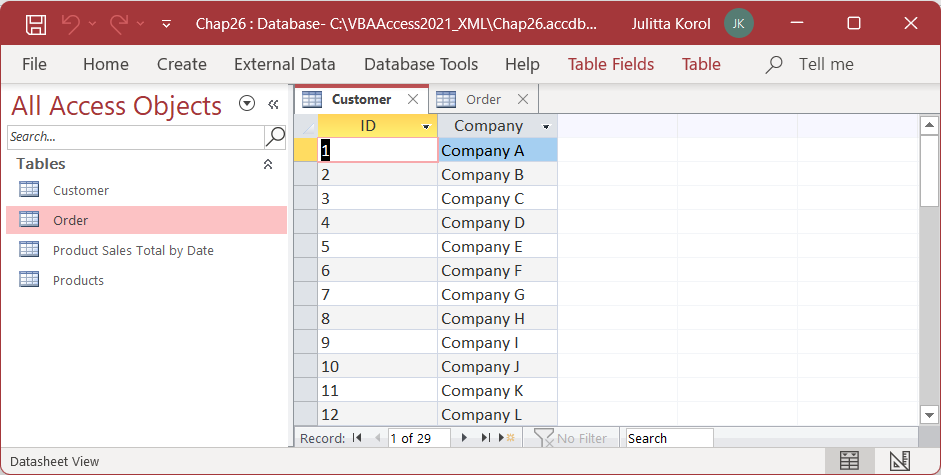 Chap26 : Database- C:\VBAAccess2021_XML\Chap26.accdb...
Julitta Korol
JK
File Home Create External Data Database Tools Help Table Fields Table Tell me
All Access Objects
Search...
Tables
Customer
Order
Product Sales Total by Date
Products
Customer Order
ID Company
1 Company A
2 Company B
3 Company C
4 Company D
5 Company E
6 Company F
7 Company G
8 Company H
9 Company I
10 Company J
11 Company K
12 Company L
Record: 1 of 29 No Filter Search
Datasheet View